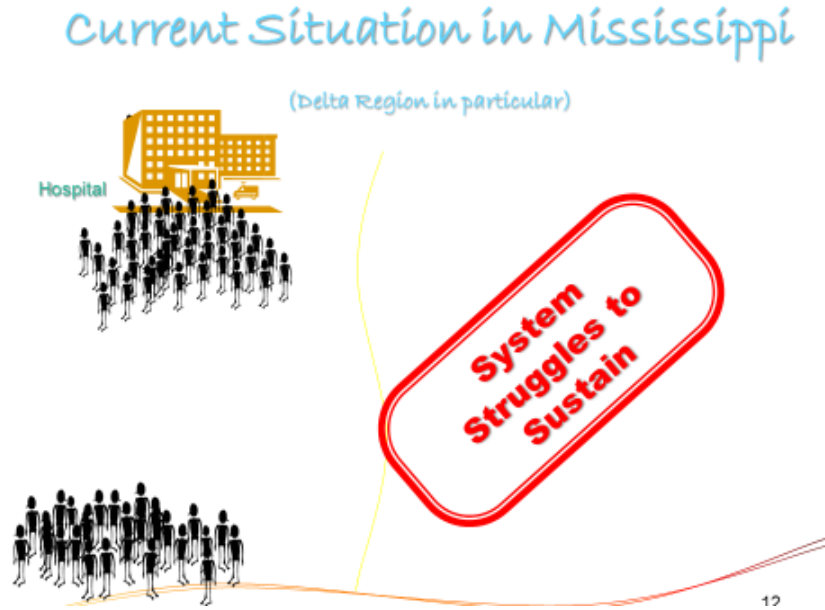 Current Situation in Mississippi
(Delta Region in particular)
Hospital
System
Struggles to
Sustain
12